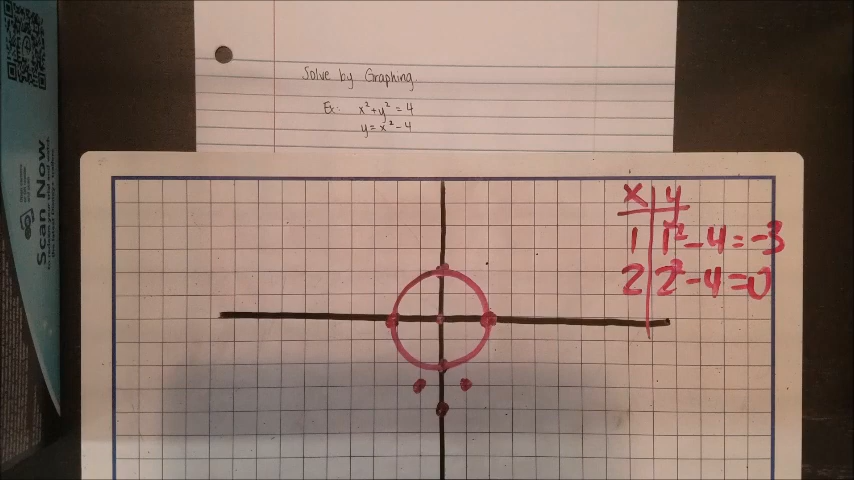 Scan Now
Solve by Graphing.
Ex: x² + y² = 4
y = x² - 4
x y
1 1² - 4 = -3
2 2² - 4 = 0